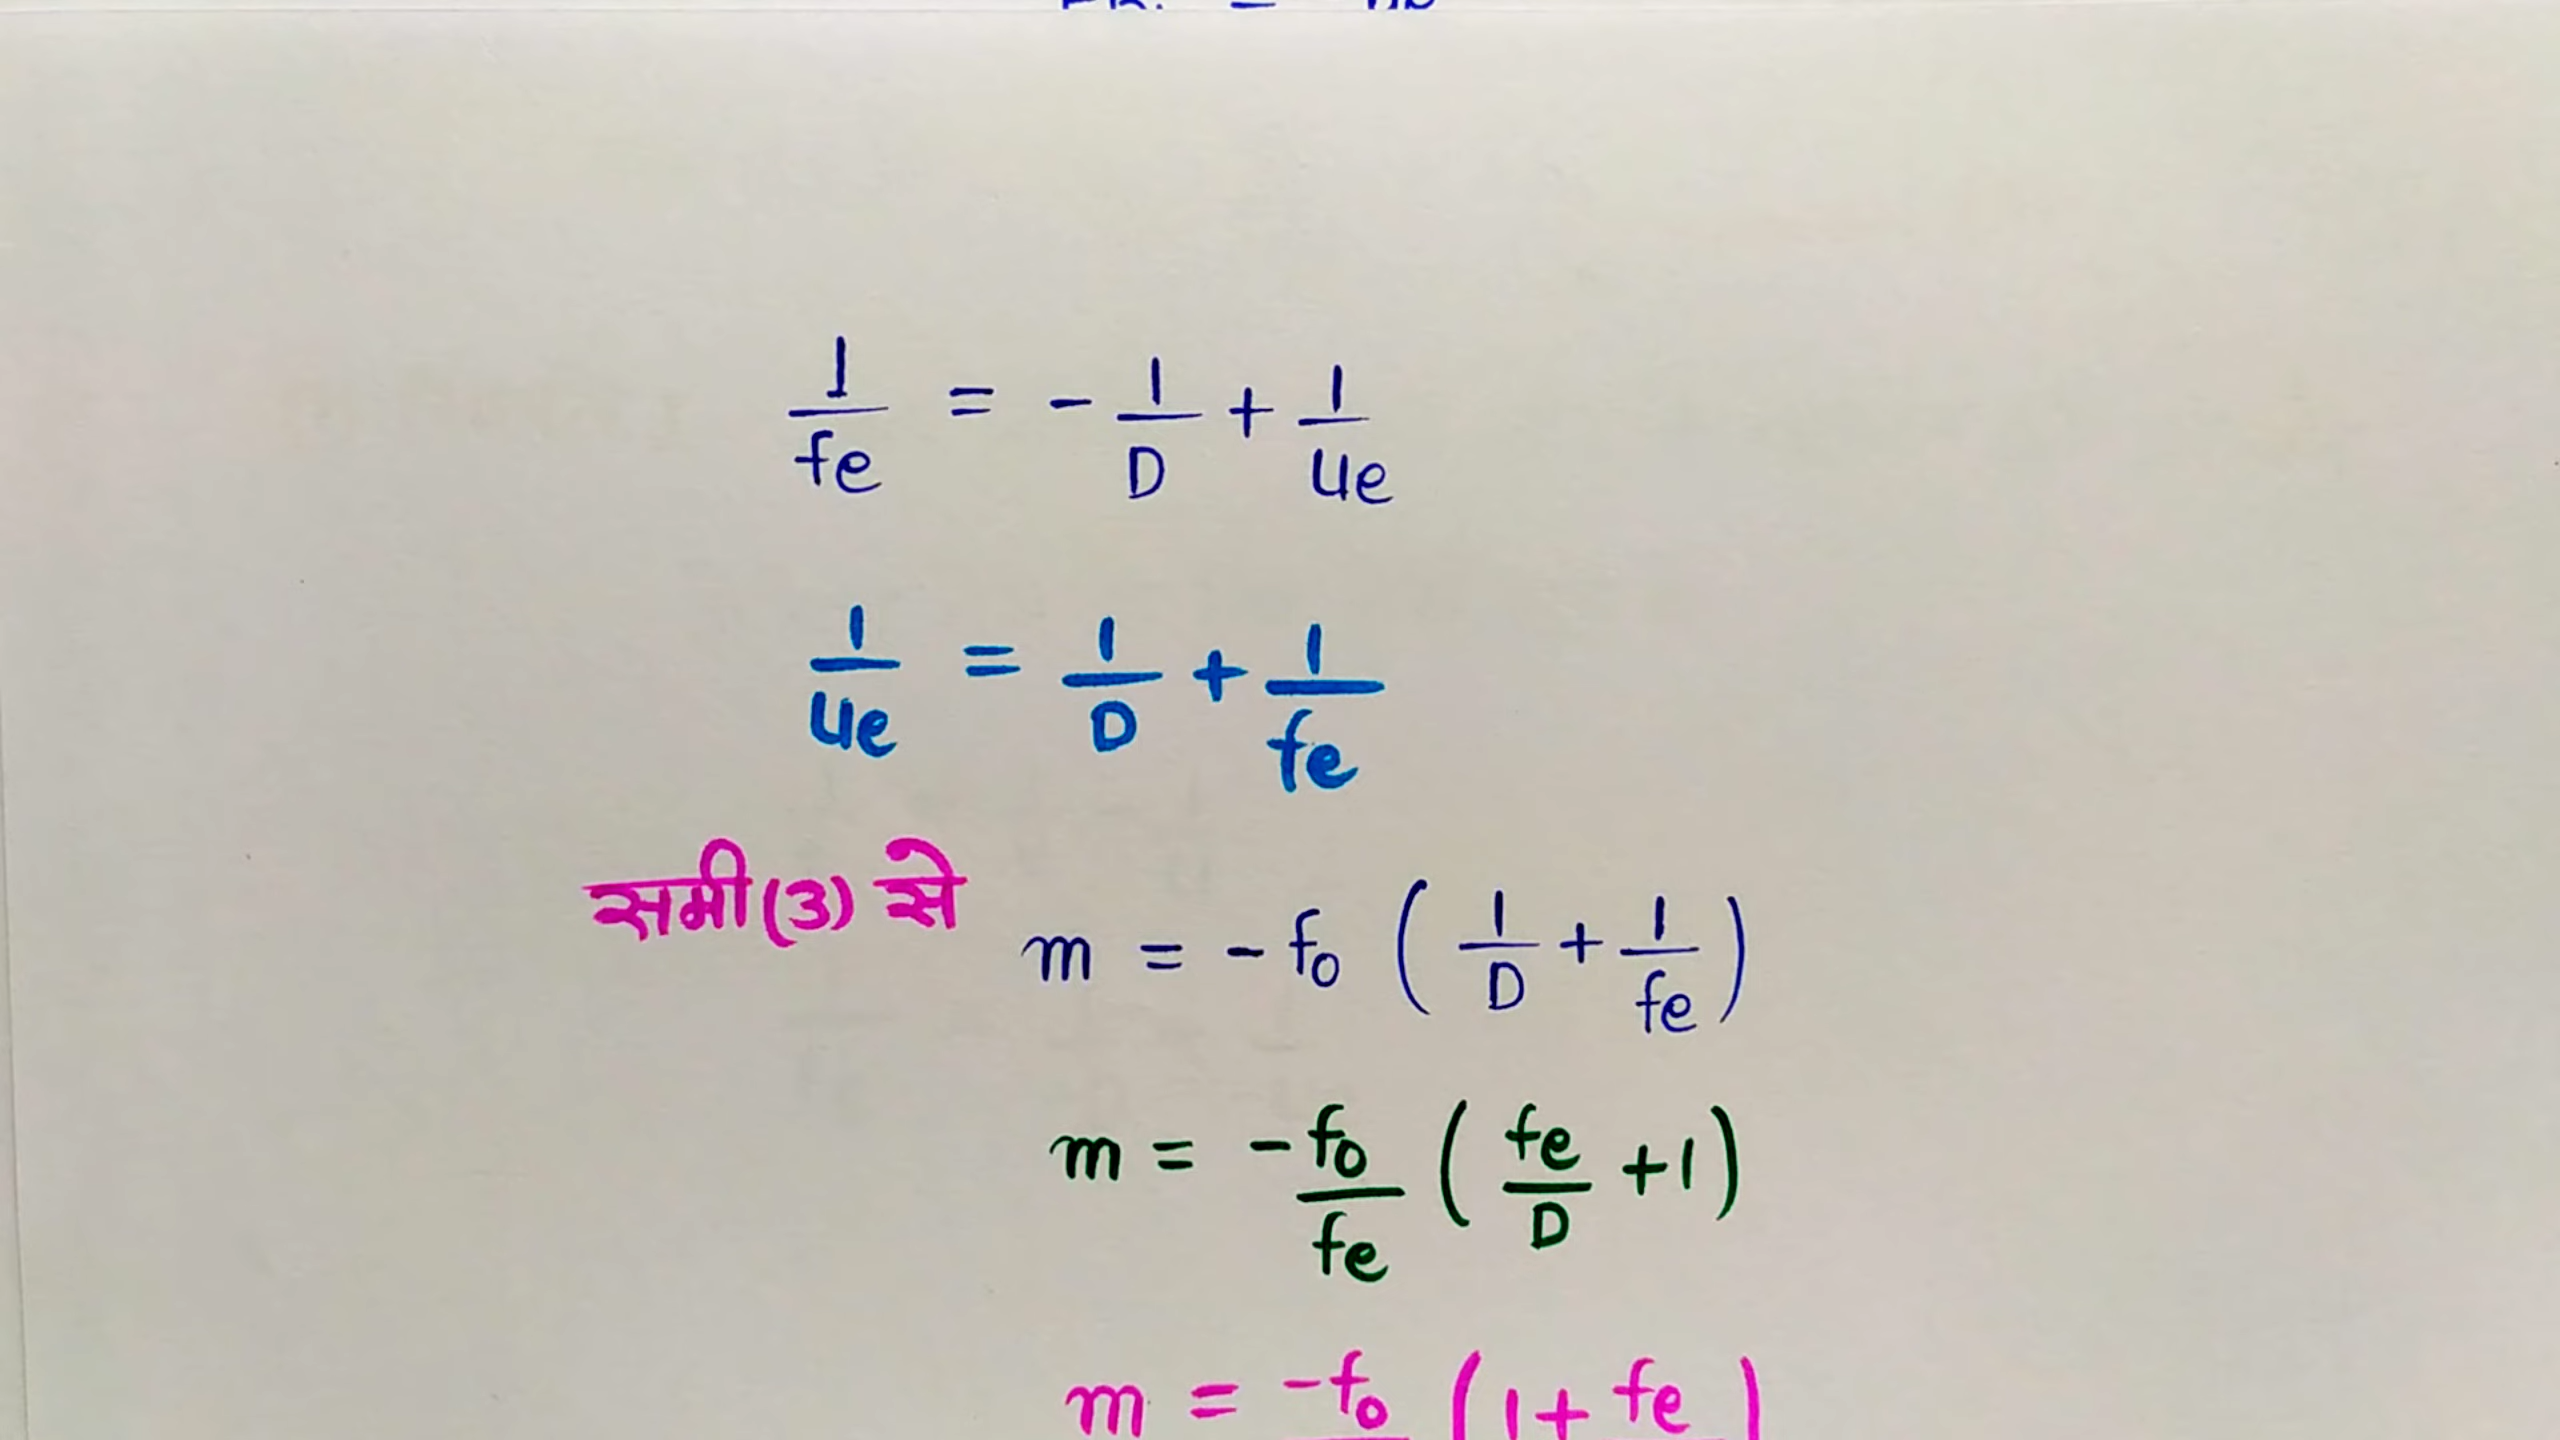 1/fe = - 1/D + 1/ue
1/ue = 1/D + 1/fe
समी(3) से
m = - fo ( 1/D + 1/fe )
m = - fo/fe ( fe/D + 1 )
m = - fo ( 1 + fe )